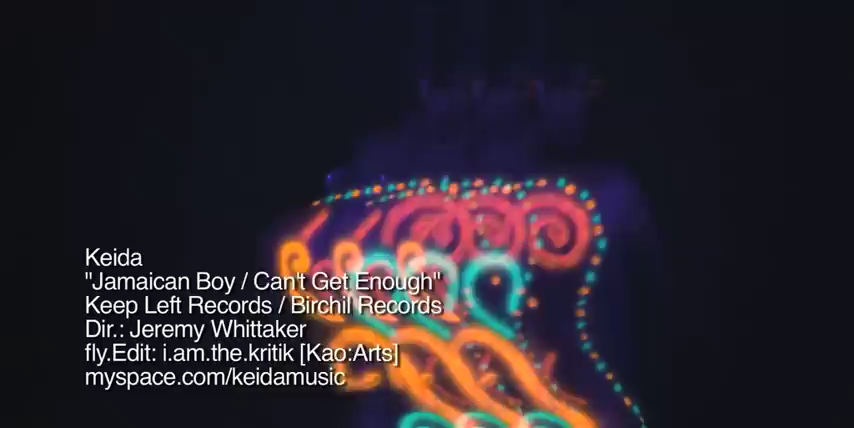 Keida
"Jamaican Boy / Can't Get Enough"
Keep Left Records / Birchil Records
Dir.: Jeremy Whittaker
fly.Edit: i.am.the.kritik [Kao:Arts]
myspace.com/keidamusic